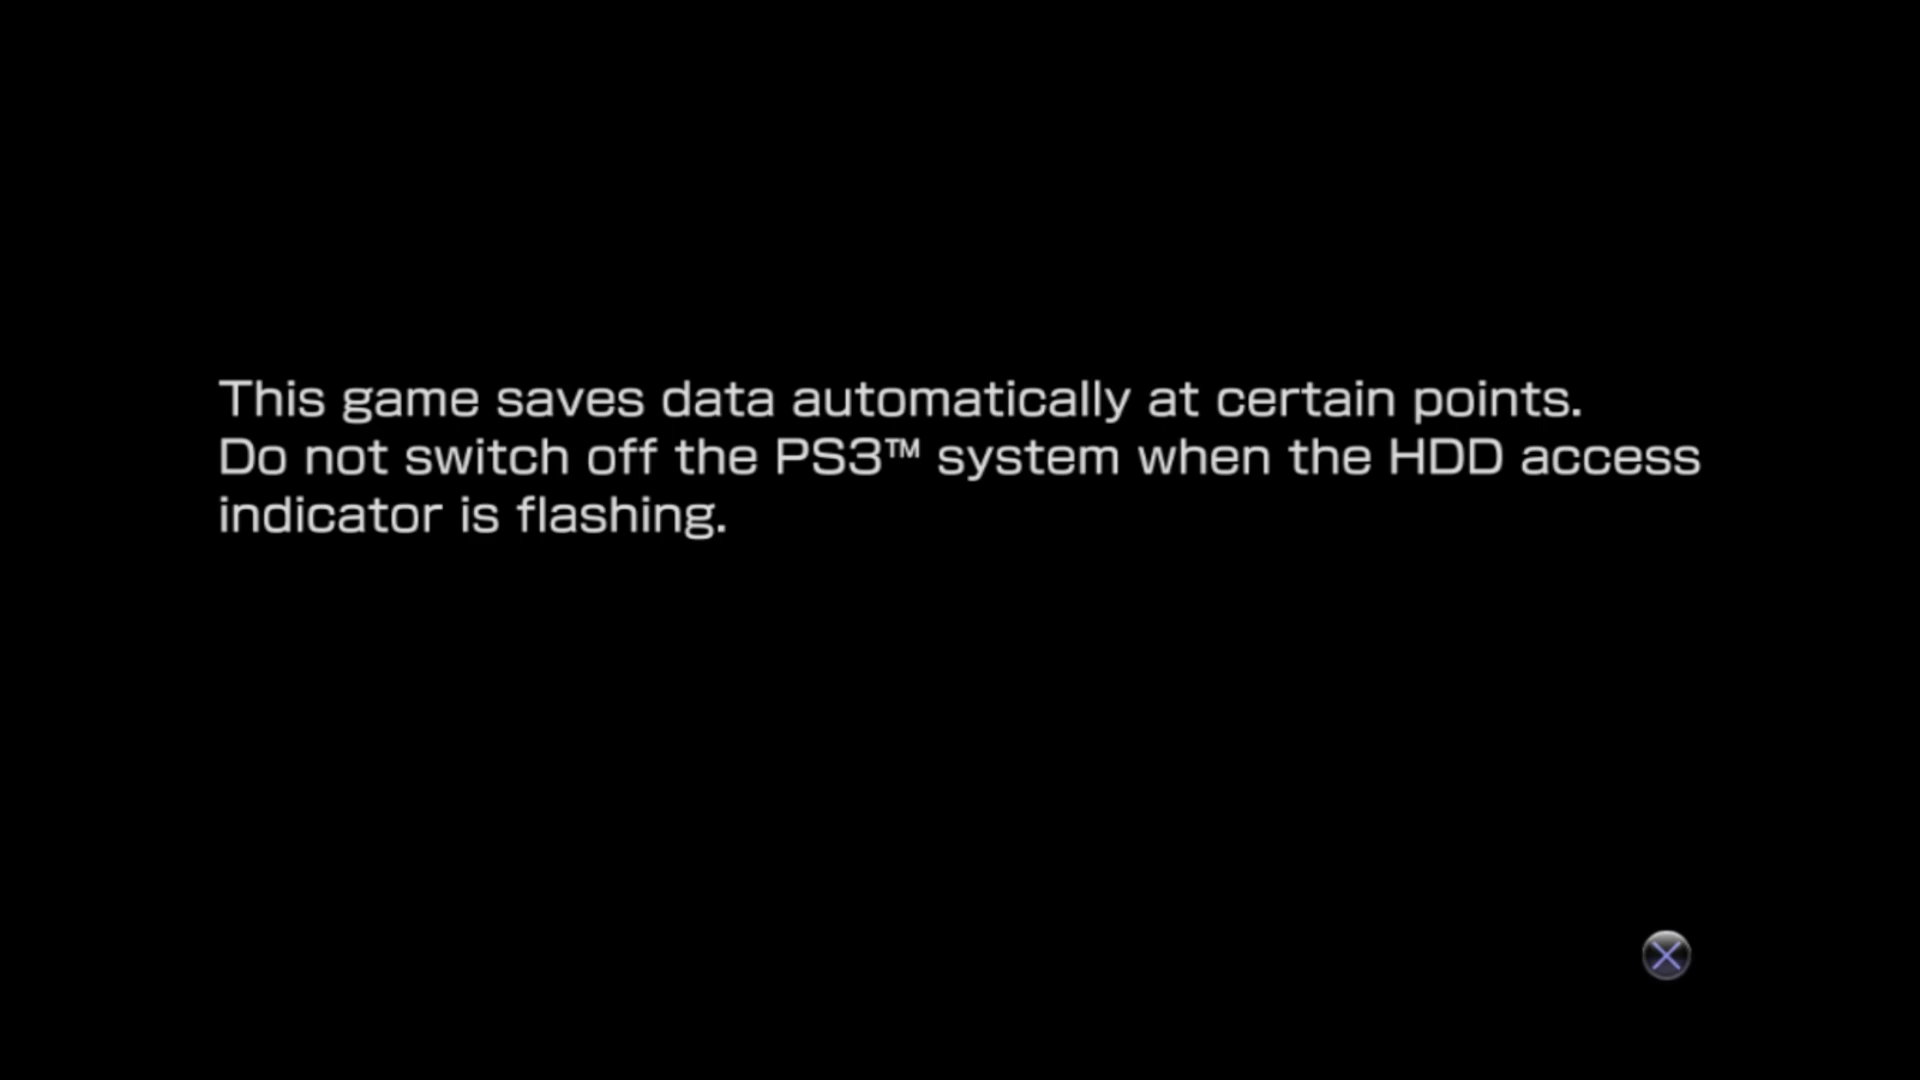 This game saves data automatically at certain points.
Do not switch off the PS3™ system when the HDD access
indicator is flashing.